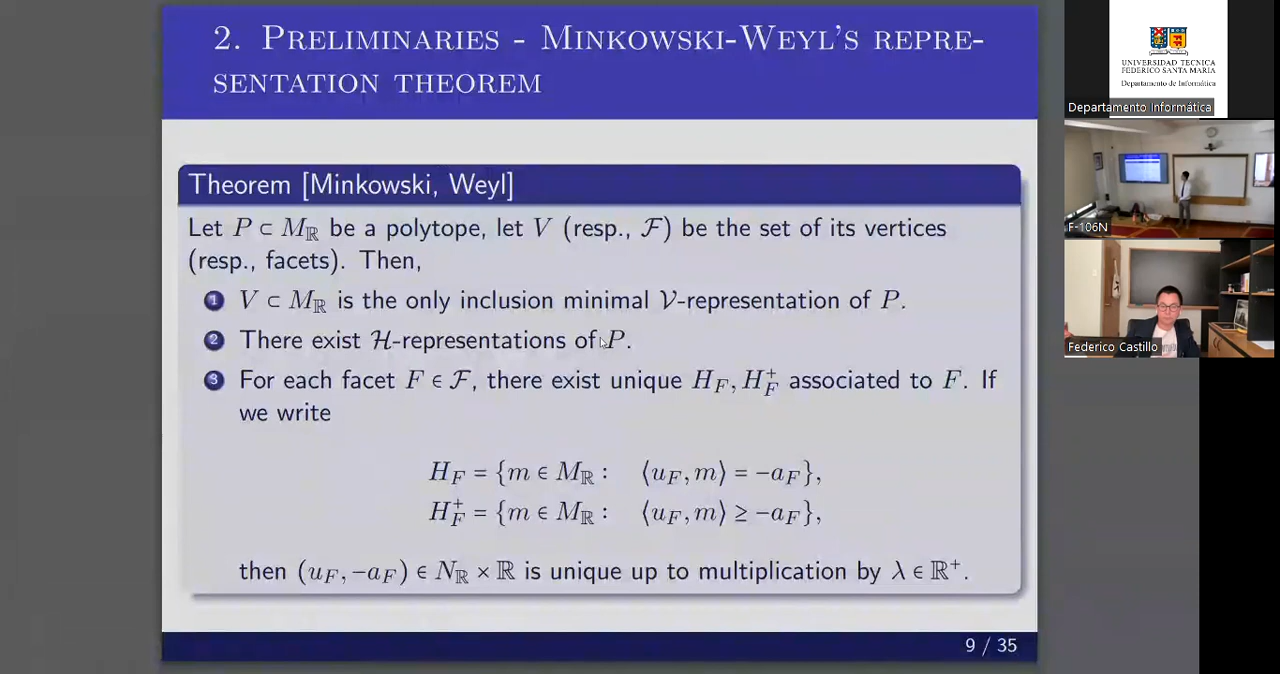 2. Preliminaries - Minkowski-Weyl's repre-
sentation theorem
Theorem [Minkowski, Weyl]
Let P ⊂ M_ℝ be a polytope, let V (resp., ℱ) be the set of its vertices
(resp., facets). Then,
1 V ⊂ M_ℝ is the only inclusion minimal 𝒱-representation of P.
2 There exist ℋ-representations of P.
3 For each facet F ∈ ℱ, there exist unique H_F, H_F^+ associated to F. If
we write
H_F = {m ∈ M_ℝ : ⟨u_F, m⟩ = -a_F},
H_F^+ = {m ∈ M_ℝ : ⟨u_F, m⟩ ≥ -a_F},
then (u_F, -a_F) ∈ N_ℝ × ℝ is unique up to multiplication by λ ∈ ℝ^+.
9 / 35
UNIVERSIDAD TECNICA
FEDERICO SANTA MARIA
Departamento de Informática
Departamento Informática
F-106N
Federico Castillo